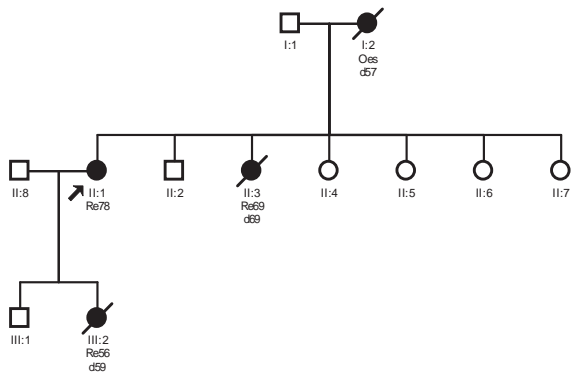 I:1
I:2
Oes
d57
II:8
II:1
Re78
II:2
II:3
Re69
d69
II:4
II:5
II:6
II:7
III:1
III:2
Re56
d59